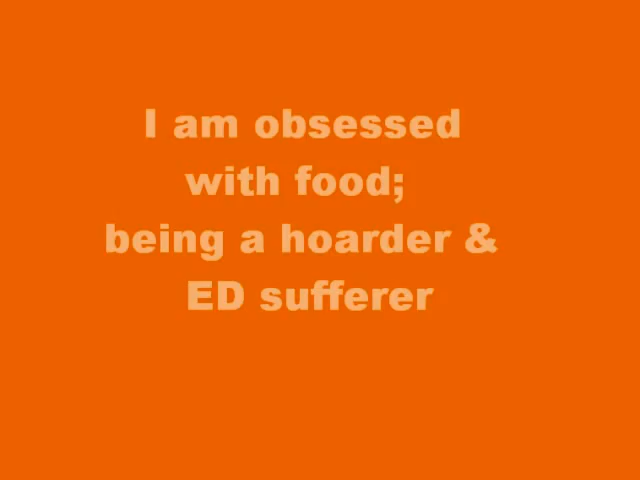 I am obsessed
with food;
being a hoarder &
ED sufferer